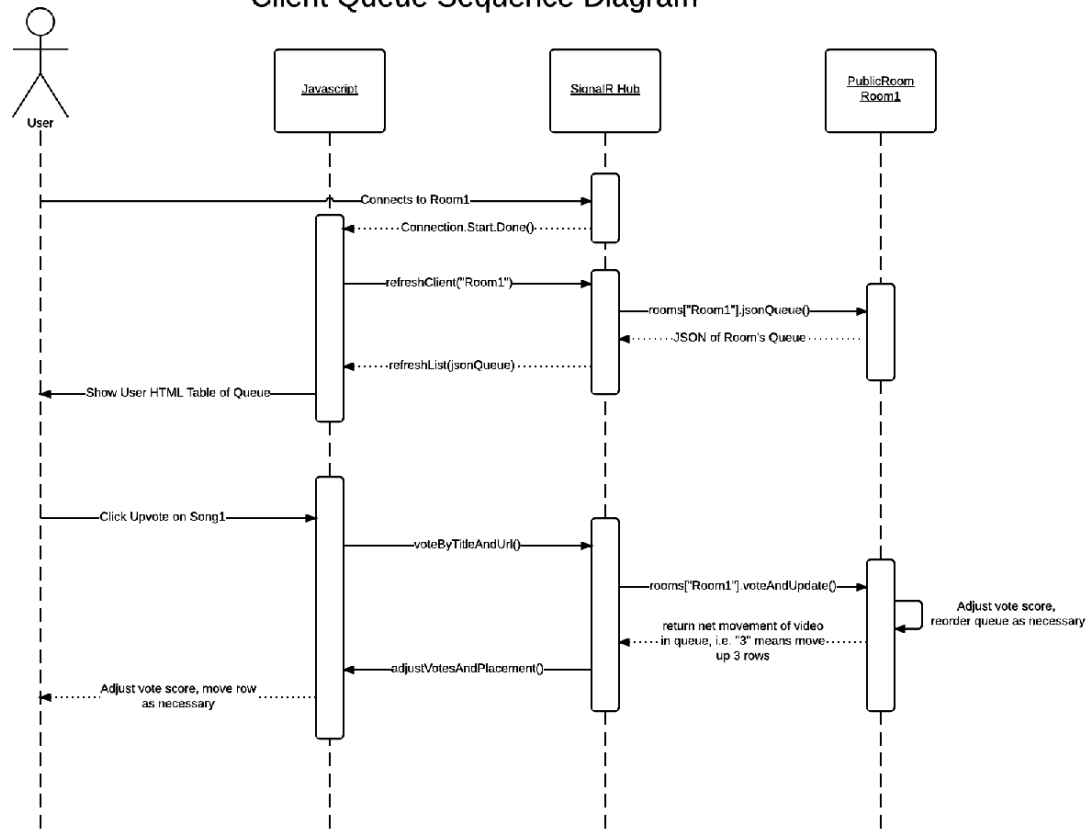 Client Queue Sequence Diagram
User
Javascript
SignalR Hub
PublicRoom
Room1
Connects to Room1
Connection.Start.Done()
refreshClient("Room1")
rooms["Room1"].jsonQueue()
JSON of Room's Queue
refreshList(jsonQueue)
Show User HTML Table of Queue
Click Upvote on Song1
voteByTitleAndUrl()
rooms["Room1"].voteAndUpdate()
Adjust vote score,
reorder queue as necessary
return net movement of video
in queue, i.e. "3" means move
up 3 rows
adjustVotesAndPlacement()
Adjust vote score, move row
as necessary